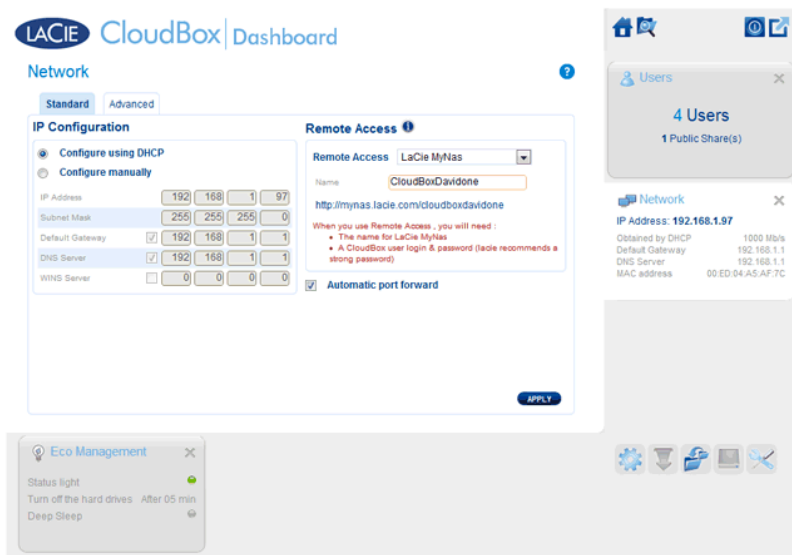 LACIE CloudBox Dashboard
Network
?
Standard Advanced
IP Configuration
Configure using DHCP
Configure manually
IP Address 192 168 1 97
Subnet Mask 255 255 255 0
Default Gateway 192 168 1 1
DNS Server 192 168 1 1
WINS Server 0 0 0 0
Remote Access i
Remote Access LaCie MyNas
Name CloudBoxDavidone
http://mynas.lacie.com/cloudboxdavidone
When you use Remote Access , you will need :
• The name for LaCie MyNas
• A CloudBox user login & password (lacie recommends a
strong password)
Automatic port forward
APPLY
Users
4 Users
1 Public Share(s)
Network
IP Address: 192.168.1.97
Obtained by DHCP 1000 Mb/s
Default Gateway 192.168.1.1
DNS Server 192.168.1.1
MAC address 00:ED:04:A5:AF:7C
Eco Management
Status light
Turn off the hard drives After 05 min
Deep Sleep